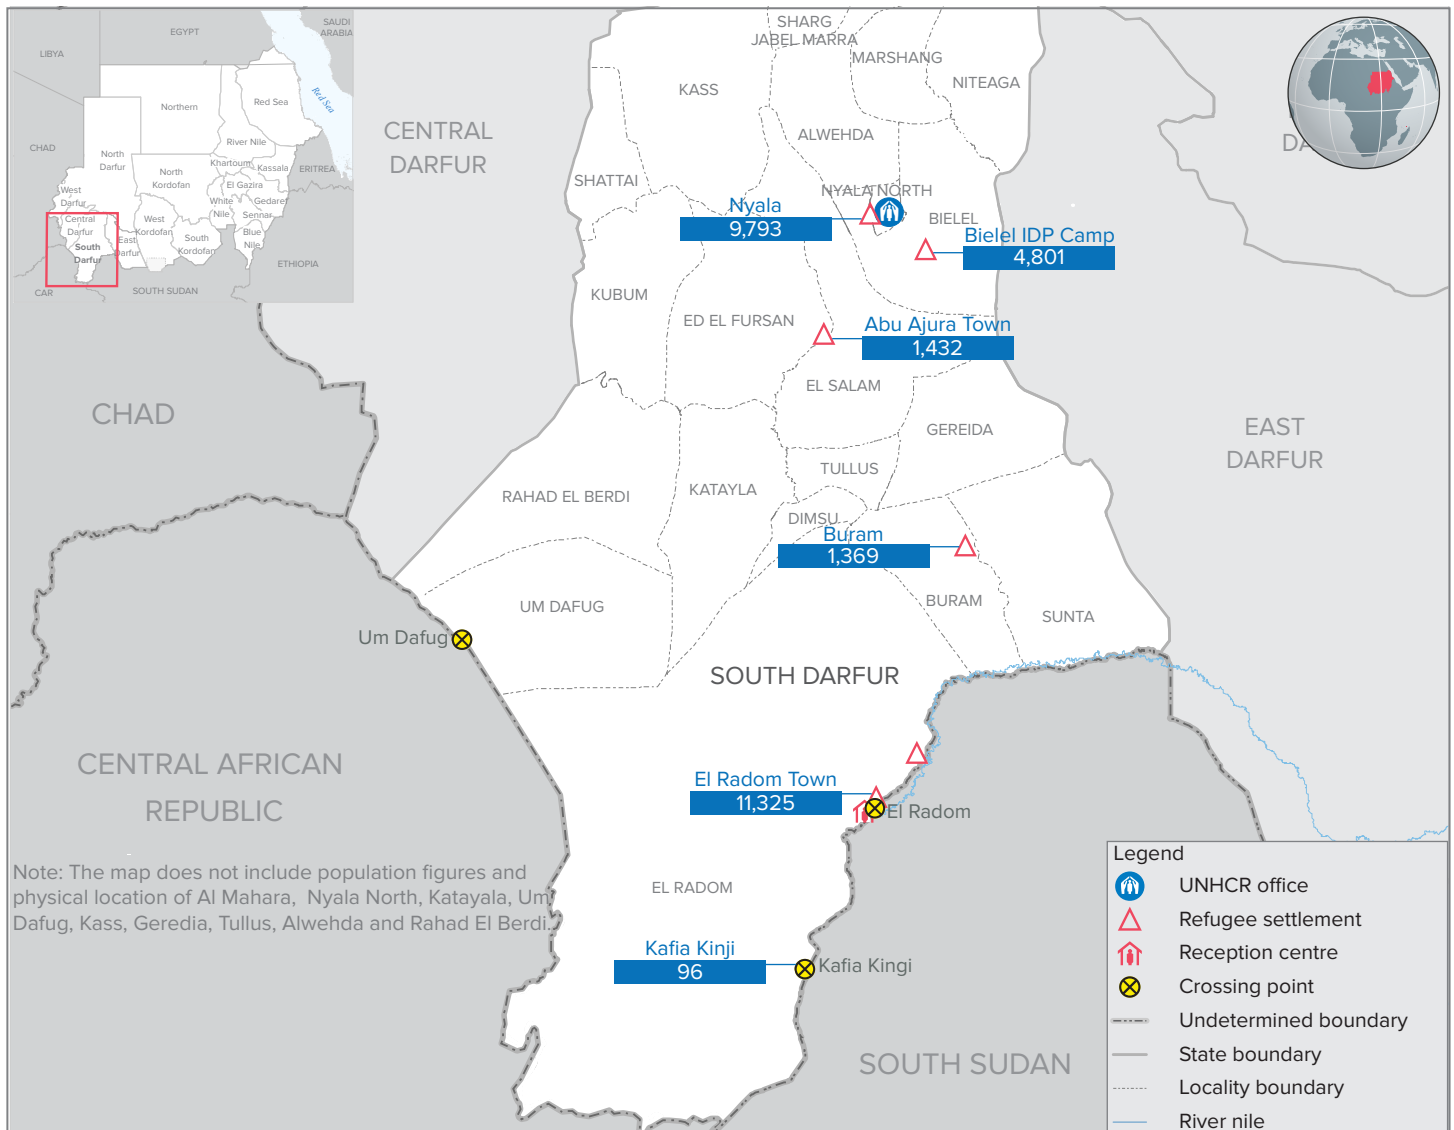 SAUDI
ARABIA
EGYPT
LIBYA
Red Sea
Northern
Red Sea
River Nile
CHAD
North
Darfur
Khartoum
Kassala
ERITREA
North
Kordofan
El Gazira
West
Darfur
White
Nile
Gedaref
Sennar
Central
Darfur
West
Kordofan
South
Kordofan
Blue
Nile
East
Darfur
South
Darfur
ETHIOPIA
CAR
SOUTH SUDAN
SHARG
JABEL MARRA
MARSHANG
NITEAGA
KASS
CENTRAL
DARFUR
ALWEHDA
DA
SHATTAI
NYALA NORTH
Nyala
9,793
BIELEL
Bielel IDP Camp
4,801
KUBUM
ED EL FURSAN
Abu Ajura Town
1,432
EL SALAM
CHAD
GEREIDA
EAST
DARFUR
TULLUS
RAHAD EL BERDI
KATAYLA
DIMSU
Buram
1,369
UM DAFUG
BURAM
SUNTA
Um Dafug
SOUTH DARFUR
CENTRAL AFRICAN
REPUBLIC
El Radom Town
11,325
El Radom
Note: The map does not include population figures and
physical location of Al Mahara, Nyala North, Katayala, Um
Dafug, Kass, Geredia, Tullus, Alwehda and Rahad El Berdi.
EL RADOM
Kafia Kinji
96
Kafia Kingi
SOUTH SUDAN
Legend
UNHCR office
Refugee settlement
Reception centre
Crossing point
Undetermined boundary
State boundary
Locality boundary
River nile